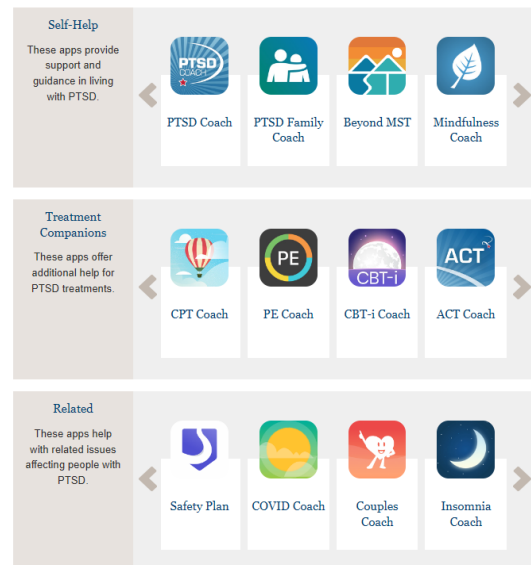 Self-Help
These apps provide
support and
guidance in living
with PTSD.
PTSD
COACH
PTSD Coach
PTSD Family
Coach
Beyond MST
Mindfulness
Coach
Treatment
Companions
These apps offer
additional help for
PTSD treatments.
PE
CBT-i
ACT
CPT Coach
PE Coach
CBT-i Coach
ACT Coach
Related
These apps help
with related issues
affecting people with
PTSD.
Safety Plan
COVID Coach
Couples
Coach
Insomnia
Coach